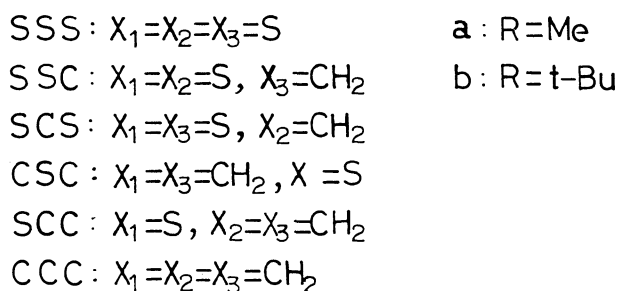 SSS: X₁=X₂=X₃=S
SSC: X₁=X₂=S, X₃=CH₂
SCS: X₁=X₃=S, X₂=CH₂
CSC: X₁=X₃=CH₂, X =S
SCC: X₁=S, X₂=X₃=CH₂
CCC: X₁=X₂=X₃=CH₂
a: R=Me
b: R=t-Bu